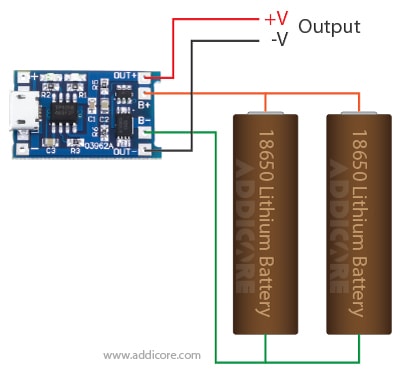 +V
-V
Output
+
OUT+
R2
R1
R5
B+
C1
C2
B-
R6
03962A
-
C3
R3
OUT-
18650 Lithium Battery
ADDICORE
18650 Lithium Battery
ADDICORE
www.addicore.com